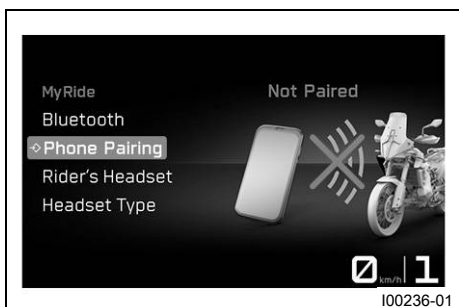 MyRide
Not Paired
Bluetooth
Phone Pairing
Rider's Headset
Headset Type
0 km/h 1
I00236-01